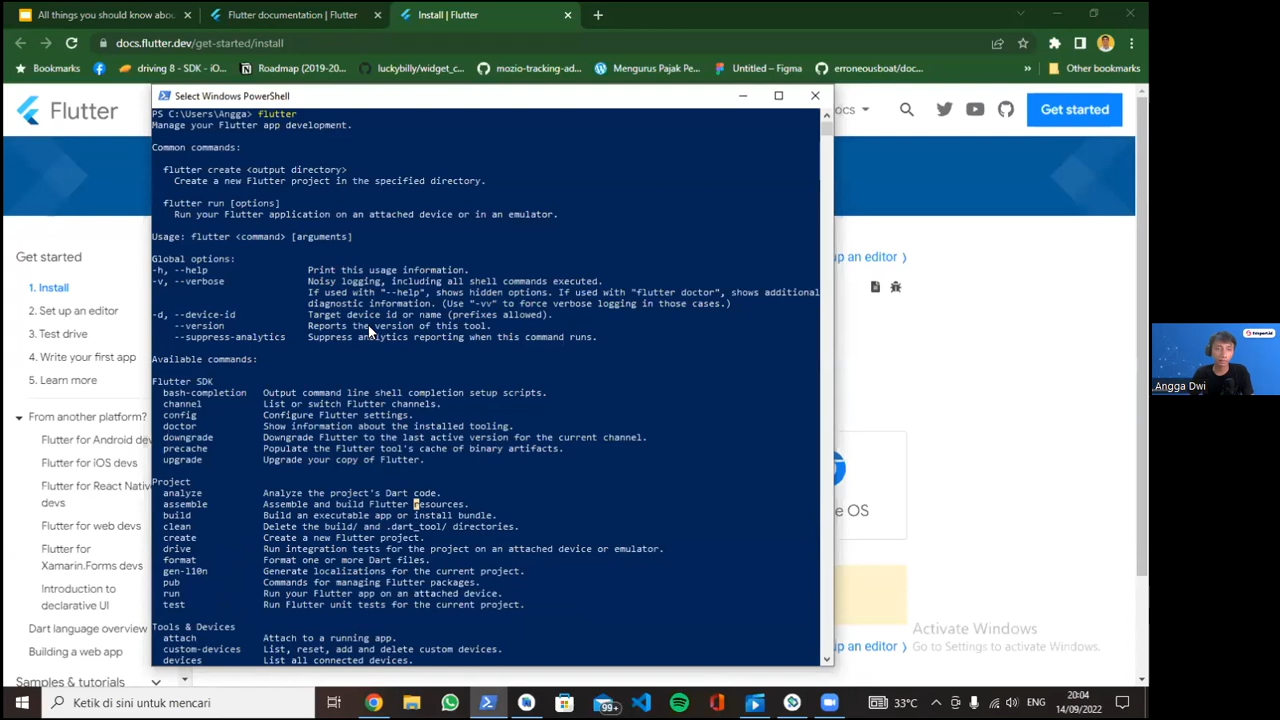 All things you should know about
Flutter documentation | Flutter
Install | Flutter
docs.flutter.dev/get-started/install
Bookmarks
driving 8 - SDK - iO...
Roadmap (2019-20...
luckybilly/widget_c...
mozio-tracking-ad...
Mengurus Pajak Pe...
Untitled – Figma
erroneousboat/doc...
Other bookmarks
Flutter
ocs
Get started
Select Windows PowerShell
PS C:\Users\Angga> flutter
Manage your Flutter app development.
Common commands:
flutter create <output directory>
Create a new Flutter project in the specified directory.
flutter run [options]
Run your Flutter application on an attached device or in an emulator.
Usage: flutter <command> [arguments]
Global options:
-h, --help Print this usage information.
-v, --verbose Noisy logging, including all shell commands executed.
If used with "--help", shows hidden options. If used with "flutter doctor", shows additional
diagnostic information. (Use "-vv" to force verbose logging in those cases.)
-d, --device-id Target device id or name (prefixes allowed).
--version Reports the version of this tool.
--suppress-analytics Suppress analytics reporting when this command runs.
Available commands:
Flutter SDK
bash-completion Output command line shell completion setup scripts.
channel List or switch Flutter channels.
config Configure Flutter settings.
doctor Show information about the installed tooling.
downgrade Downgrade Flutter to the last active version for the current channel.
precache Populate the Flutter tool's cache of binary artifacts.
upgrade Upgrade your copy of Flutter.
Project
analyze Analyze the project's Dart code.
assemble Assemble and build Flutter resources.
build Build an executable app or install bundle.
clean Delete the build/ and .dart_tool/ directories.
create Create a new Flutter project.
drive Run integration tests for the project on an attached device or emulator.
format Format one or more Dart files.
gen-l10n Generate localizations for the current project.
pub Commands for managing Flutter packages.
run Run your Flutter app on an attached device.
test Run Flutter unit tests for the current project.
Tools & Devices
attach Attach to a running app.
custom-devices List, reset, add and delete custom devices.
devices List all connected devices.
Get started
1. Install
2. Set up an editor
3. Test drive
4. Write your first app
5. Learn more
From another platform?
Flutter for Android devs
Flutter for iOS devs
Flutter for React Native
devs
Flutter for web devs
Flutter for
Xamarin.Forms devs
Introduction to
declarative UI
Dart language overview
Building a web app
Samples & tutorials
up an editor
e OS
up an editor
Activate Windows
Go to Settings to activate Windows.
Angga Dwi
Ketik di sini untuk mencari
99+
33°C
ENG
20:04
14/09/2022